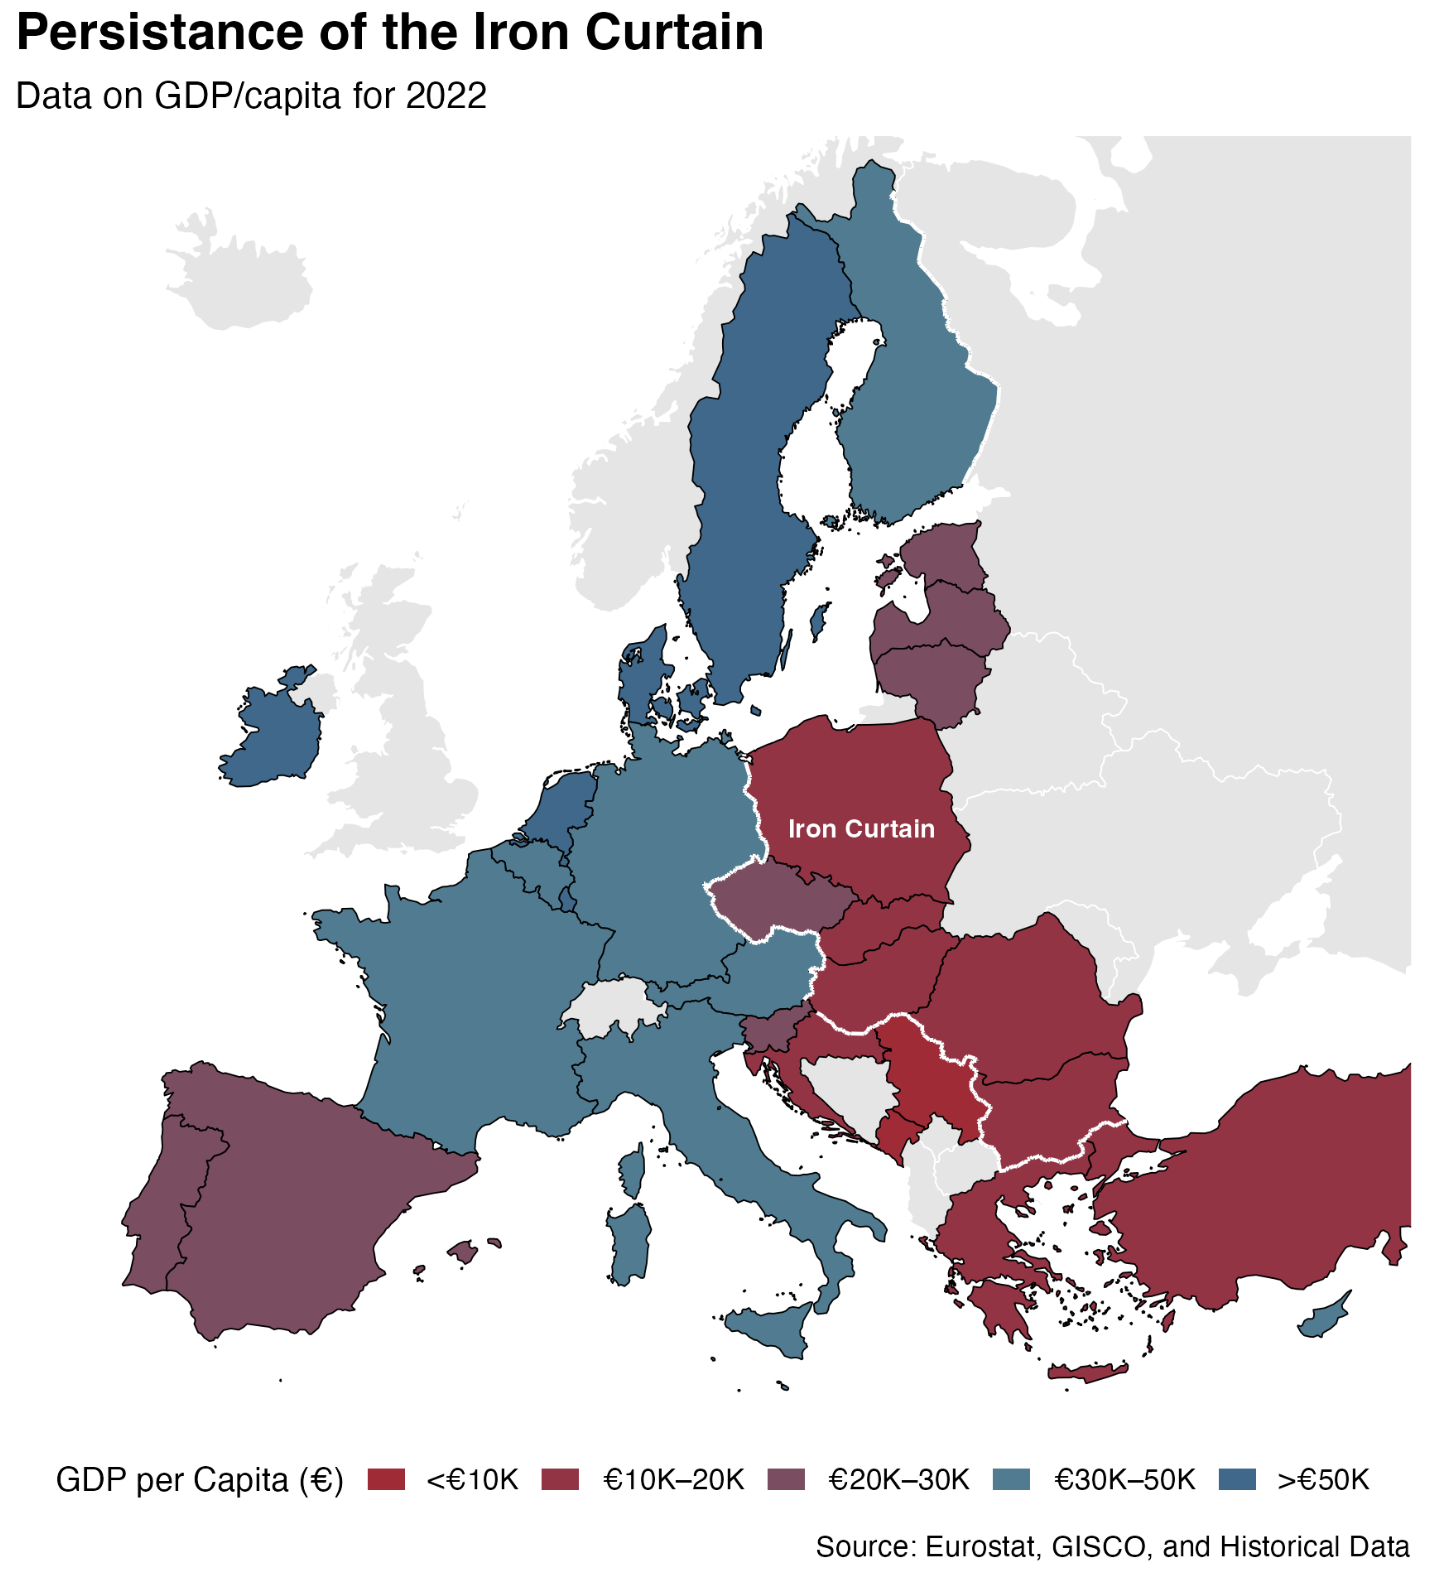 Persistance of the Iron Curtain
Data on GDP/capita for 2022
Iron Curtain
GDP per Capita (€) <€10K €10K–20K €20K–30K €30K–50K >€50K
Source: Eurostat, GISCO, and Historical Data